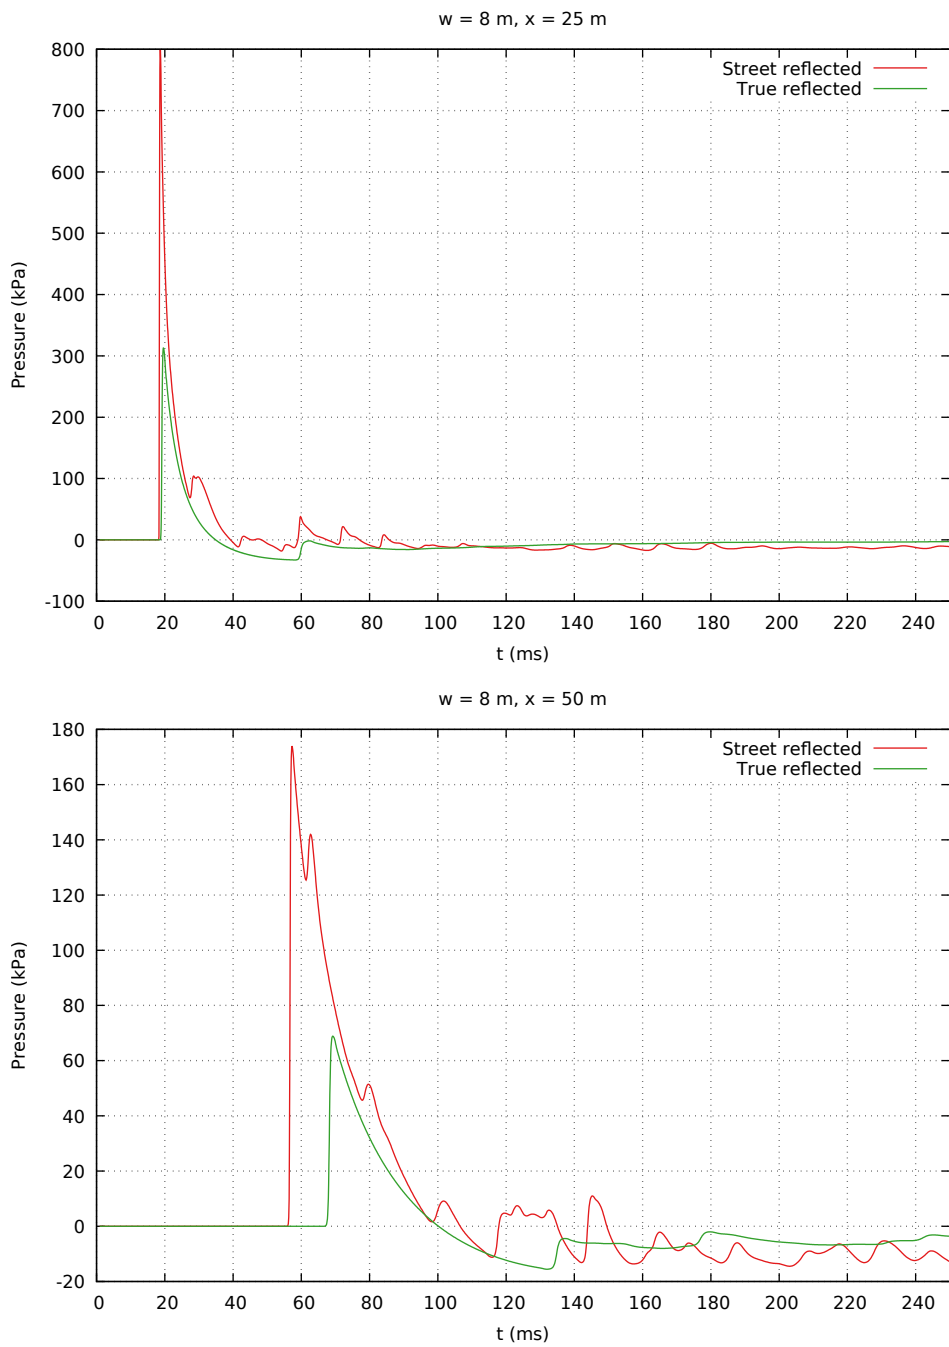 w = 8 m, x = 25 m
800
700
600
500
400
300
200
100
0
-100
Pressure (kPa)
Street reflected
True reflected
0 20 40 60 80 100 120 140 160 180 200 220 240
t (ms)
w = 8 m, x = 50 m
180
160
140
120
100
80
60
40
20
0
-20
Pressure (kPa)
Street reflected
True reflected
0 20 40 60 80 100 120 140 160 180 200 220 240
t (ms)